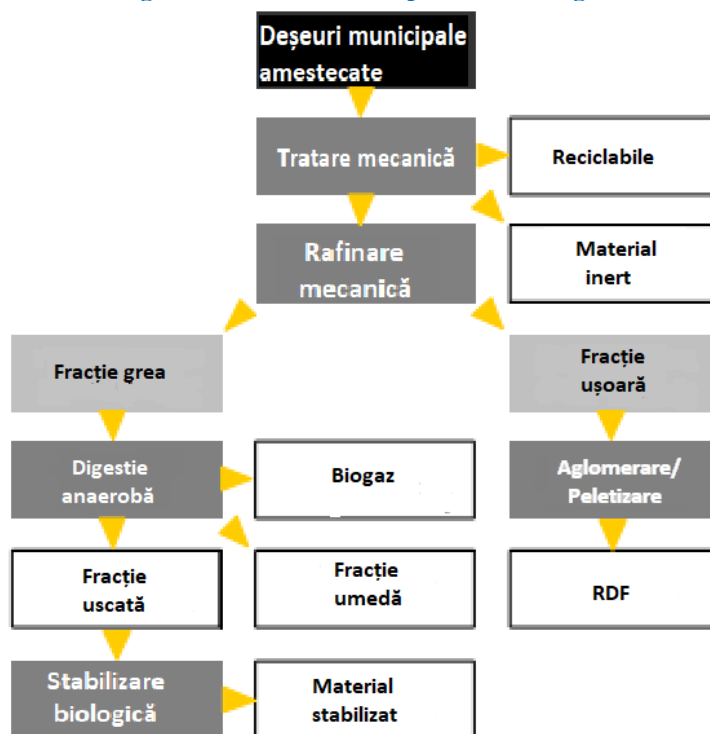 Deșeuri municipale
amestecate
Tratare mecanică
Reciclabile
Rafinare
mecanică
Material
inert
Fracție grea
Fracție
ușoară
Digestie
anaerobă
Biogaz
Aglomerare/
Peletizare
Fracție
uscată
Fracție
umedă
RDF
Stabilizare
biologică
Material
stabilizat